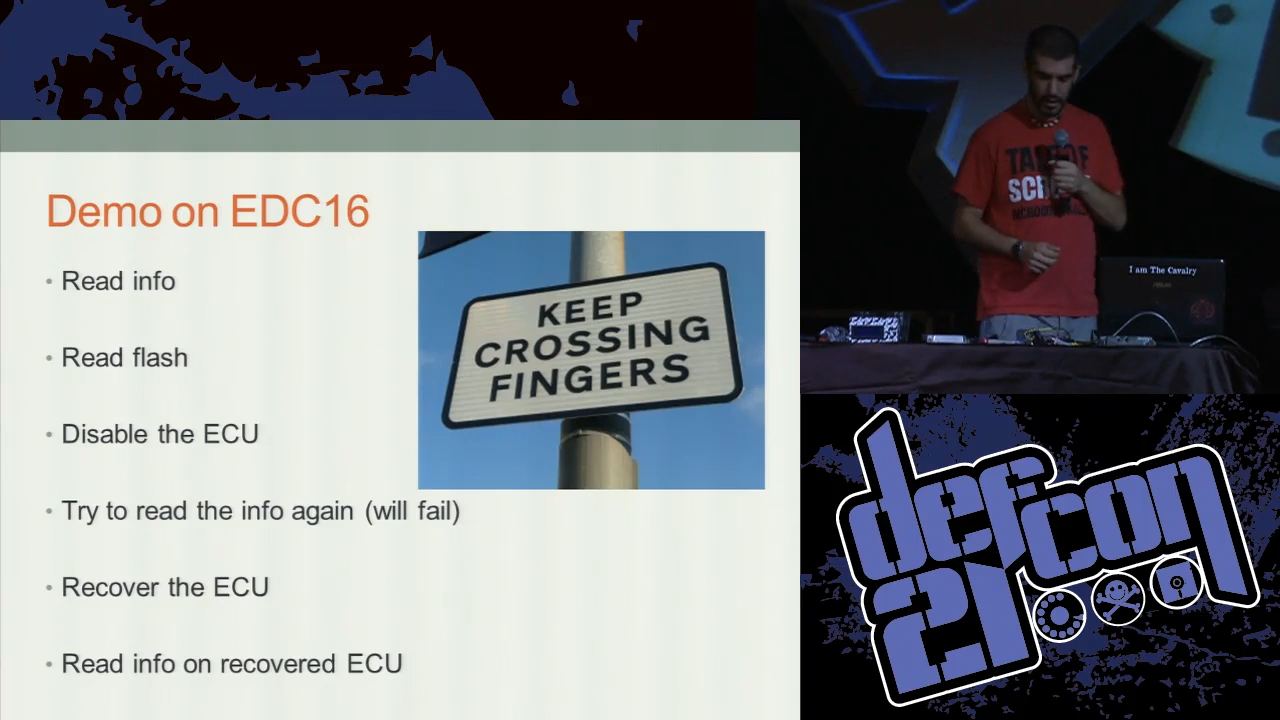 Demo on EDC16
• Read info
• Read flash
• Disable the ECU
• Try to read the info again (will fail)
• Recover the ECU
• Read info on recovered ECU
KEEP
CROSSING
FINGERS
I am The Cavalry
defcon
21